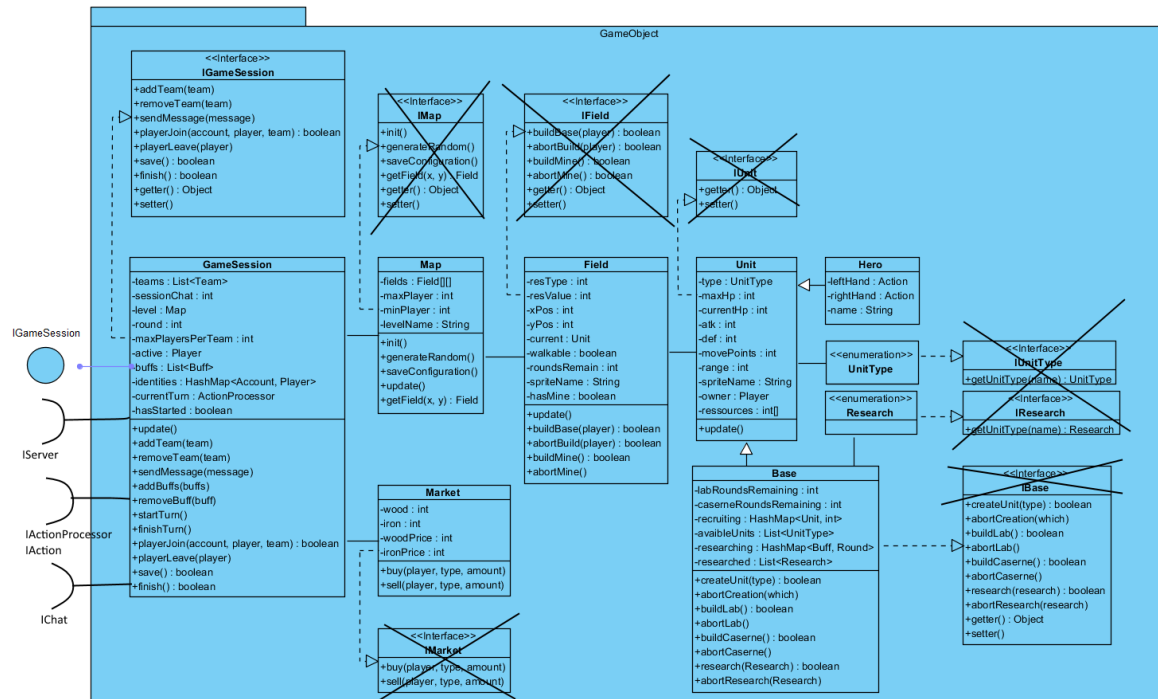 GameObject
<<Interface>>
IGameSession
+addTeam(team)
+removeTeam(team)
+sendMessage(message)
+playerJoin(account, player, team) : boolean
+playerLeave(player)
+save() : boolean
+finish() : boolean
+getter() : Object
+setter()
<<Interface>>
IMap
+init()
+generateRandom()
+saveConfiguration()
+getField(x, y) : Field
+getter() : Object
+setter()
<<Interface>>
IField
+buildBase(player) : boolean
+abortBuild(player) : boolean
+buildMine() : boolean
+abortMine() : boolean
+getter() : Object
+setter()
<<Interface>>
IUnit
+getter() : Object
+setter()
GameSession
-teams : List<Team>
-sessionChat : int
-level : Map
-round : int
-maxPlayersPerTeam : int
-active : Player
-buffs : List<Buff>
-identities : HashMap<Account, Player>
-currentTurn : ActionProcessor
-hasStarted : boolean
+update()
+addTeam(team)
+removeTeam(team)
+sendMessage(message)
+addBuffs(buffs)
+removeBuff(buff)
+startTurn()
+finishTurn()
+playerJoin(account, player, team) : boolean
+playerLeave(player)
+save() : boolean
+finish() : boolean
Map
-fields : Field[][]
-maxPlayer : int
-minPlayer : int
-levelName : String
+init()
+generateRandom()
+saveConfiguration()
+update()
+getField(x, y) : Field
Field
-resType : int
-resValue : int
-xPos : int
-yPos : int
-current : Unit
-walkable : boolean
-roundsRemain : int
-spriteName : String
-hasMine : boolean
+update()
+buildBase(player) : boolean
+abortBuild(player) : boolean
+buildMine() : boolean
+abortMine()
Unit
-type : UnitType
-maxHp : int
-currentHp : int
-atk : int
-def : int
-movePoints : int
-range : int
-spriteName : String
-owner : Player
-ressources : int[]
+update()
Hero
-leftHand : Action
-rightHand : Action
-name : String
<<enumeration>>
UnitType
<<Interface>>
IUnitType
+getUnitType(name) : UnitType
<<enumeration>>
Research
<<Interface>>
IResearch
+getUnitType(name) : Research
IGameSession
IServer
IActionProcessor
IAction
IChat
Market
-wood : int
-iron : int
-woodPrice : int
-ironPrice : int
+buy(player, type, amount)
+sell(player, type, amount)
<<Interface>>
IMarket
+buy(player, type, amount)
+sell(player, type, amount)
Base
-labRoundsRemaining : int
-caserneRoundsRemaining : int
-recruiting : HashMap<Unit, int>
-avaibleUnits : List<UnitType>
-researching : HashMap<Buff, Round>
-researched : List<Research>
+createUnit(type) : boolean
+abortCreation(which)
+buildLab() : boolean
+abortLab()
+buildCaserne() : boolean
+abortCaserne()
+research(Research) : boolean
+abortResearch(Research)
<<Interface>>
IBase
+createUnit(type) : boolean
+abortCreation(which)
+buildLab() : boolean
+abortLab()
+buildCaserne() : boolean
+abortCaserne()
+research(research) : boolean
+abortResearch(research)
+getter() : Object
+setter()